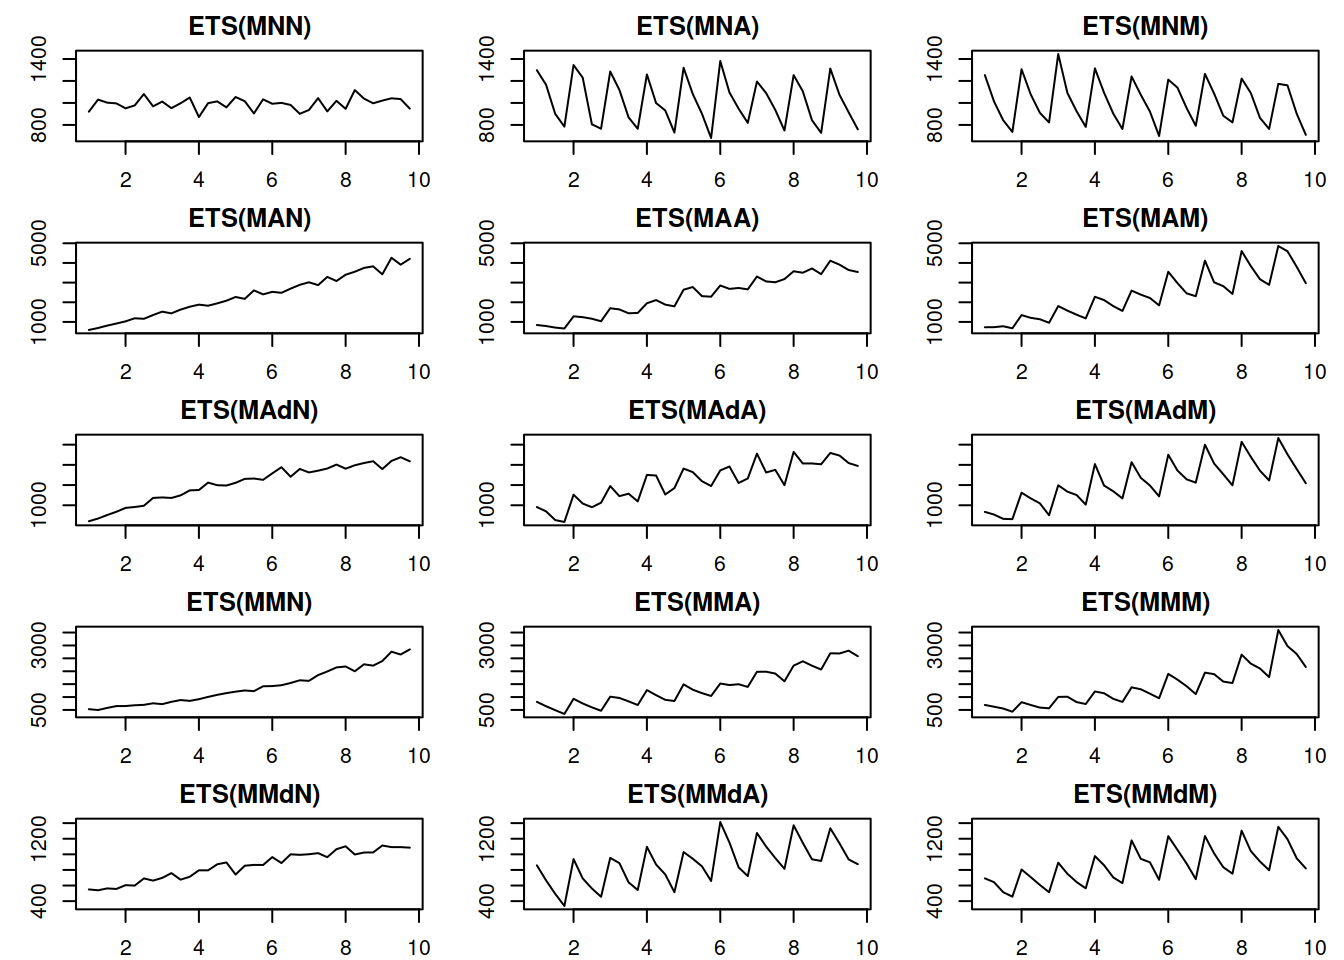 ETS(MNN) ETS(MNA) ETS(MNM)
1400 1400 1400
800 800 800
2 4 6 8 10 2 4 6 8 10 2 4 6 8 10
ETS(MAN) ETS(MAA) ETS(MAM)
5000 5000 5000
1000 1000 1000
2 4 6 8 10 2 4 6 8 10 2 4 6 8 10
ETS(MAdN) ETS(MAdA) ETS(MAdM)
1000 1000 1000
2 4 6 8 10 2 4 6 8 10 2 4 6 8 10
ETS(MMN) ETS(MMA) ETS(MMM)
3000 3000 3000
500 500 500
2 4 6 8 10 2 4 6 8 10 2 4 6 8 10
ETS(MMdN) ETS(MMdA) ETS(MMdM)
1200 1200 1200
400 400 400
2 4 6 8 10 2 4 6 8 10 2 4 6 8 10